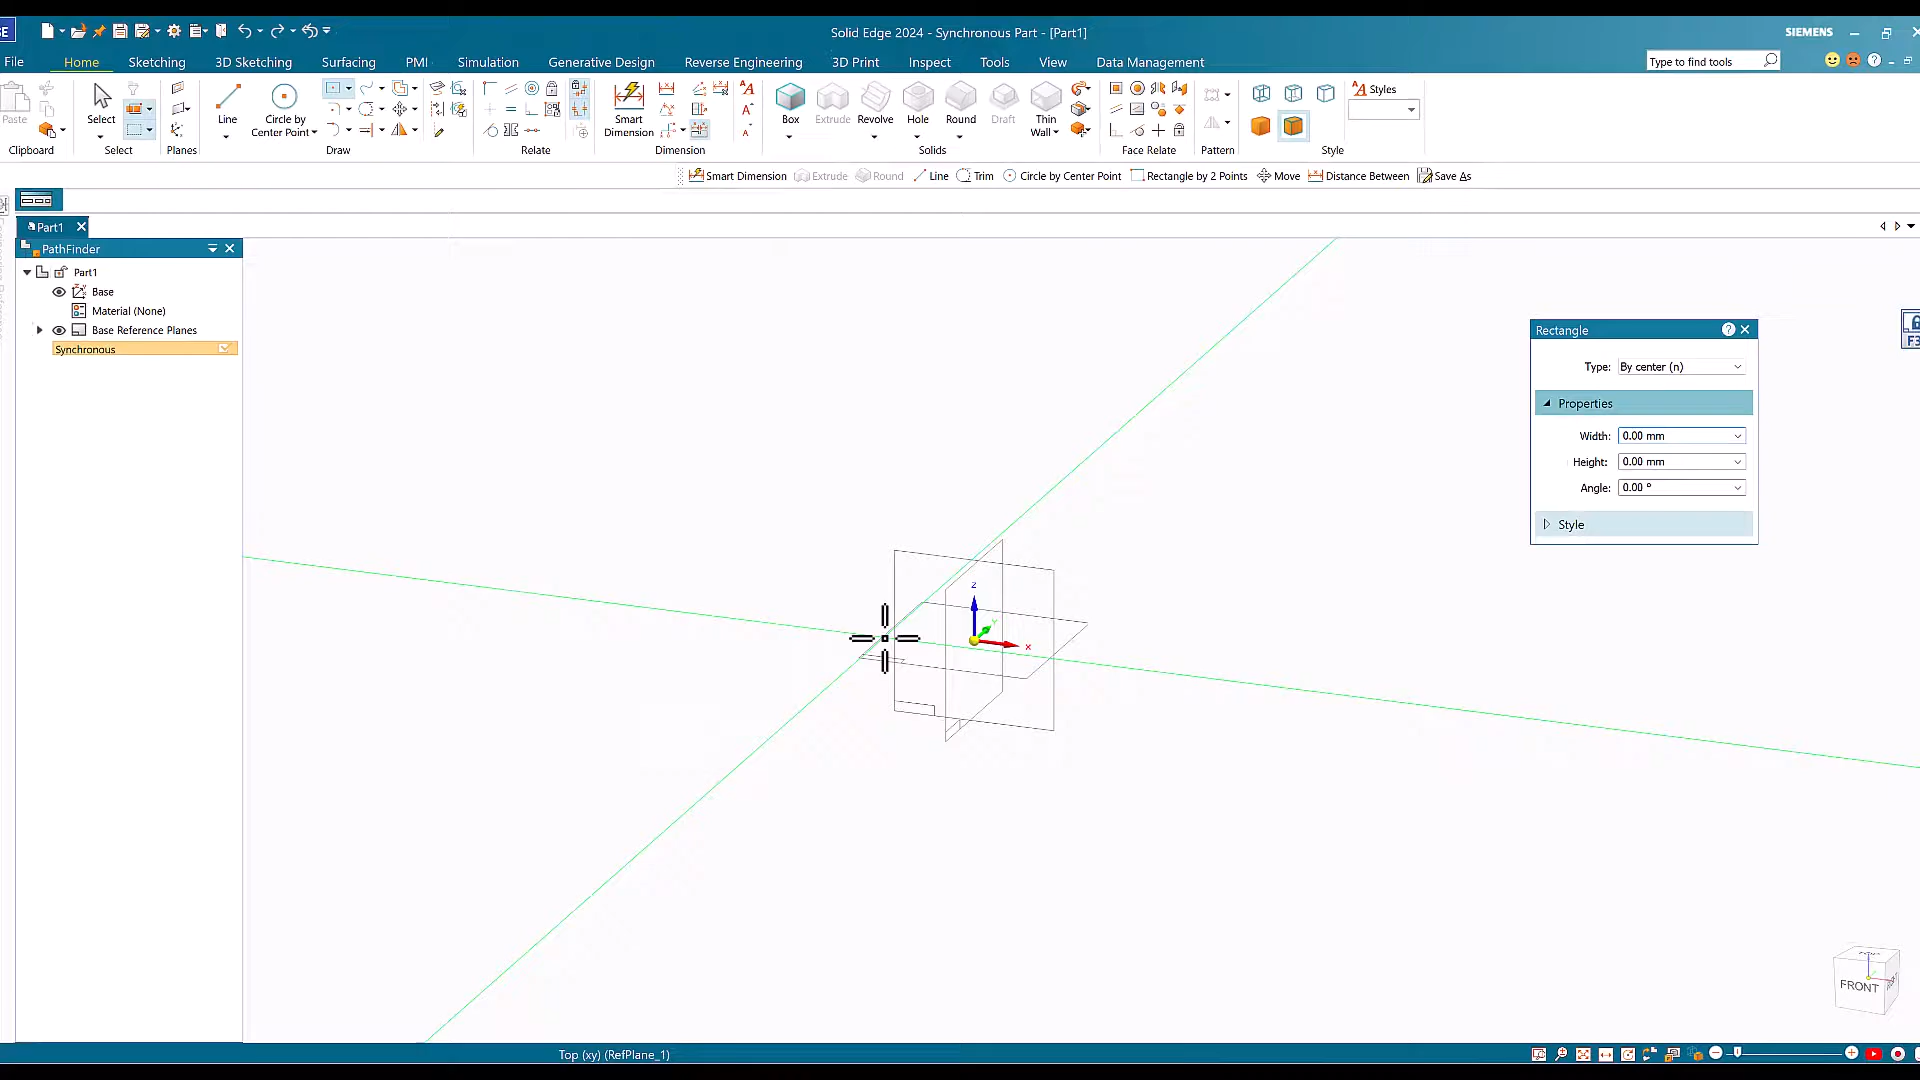 SE
Solid Edge 2024 - Synchronous Part - [Part1]
SIEMENS
File Home Sketching 3D Sketching Surfacing PMI Simulation Generative Design Reverse Engineering 3D Print Inspect Tools View Data Management
Type to find tools
Paste
Select
Line
Circle by
Center Point
Smart
Dimension
Box
Extrude
Revolve
Hole
Round
Draft
Thin
Wall
Styles
Clipboard Select Planes Draw Relate Dimension Solids Face Relate Pattern Style
Smart Dimension Extrude Round Line Trim Circle by Center Point Rectangle by 2 Points Move Distance Between Save As
Part1
PathFinder
Part1
Base
Material (None)
Base Reference Planes
Synchronous
Rectangle
Type: By center (n)
Properties
Width: 0.00 mm
Height: 0.00 mm
Angle: 0.00 °
Style
F3
Z
Y
X
FRONT
Top (xy) (RefPlane_1)